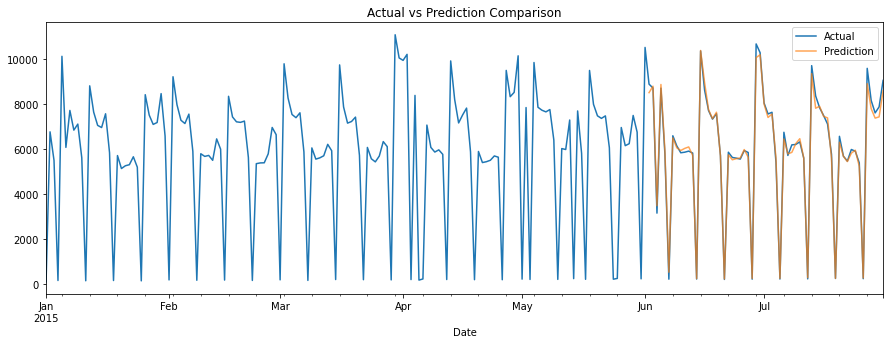 Actual vs Prediction Comparison
Actual
Prediction
10000
8000
6000
4000
2000
0
Jan Feb Mar Apr May Jun Jul
2015
Date